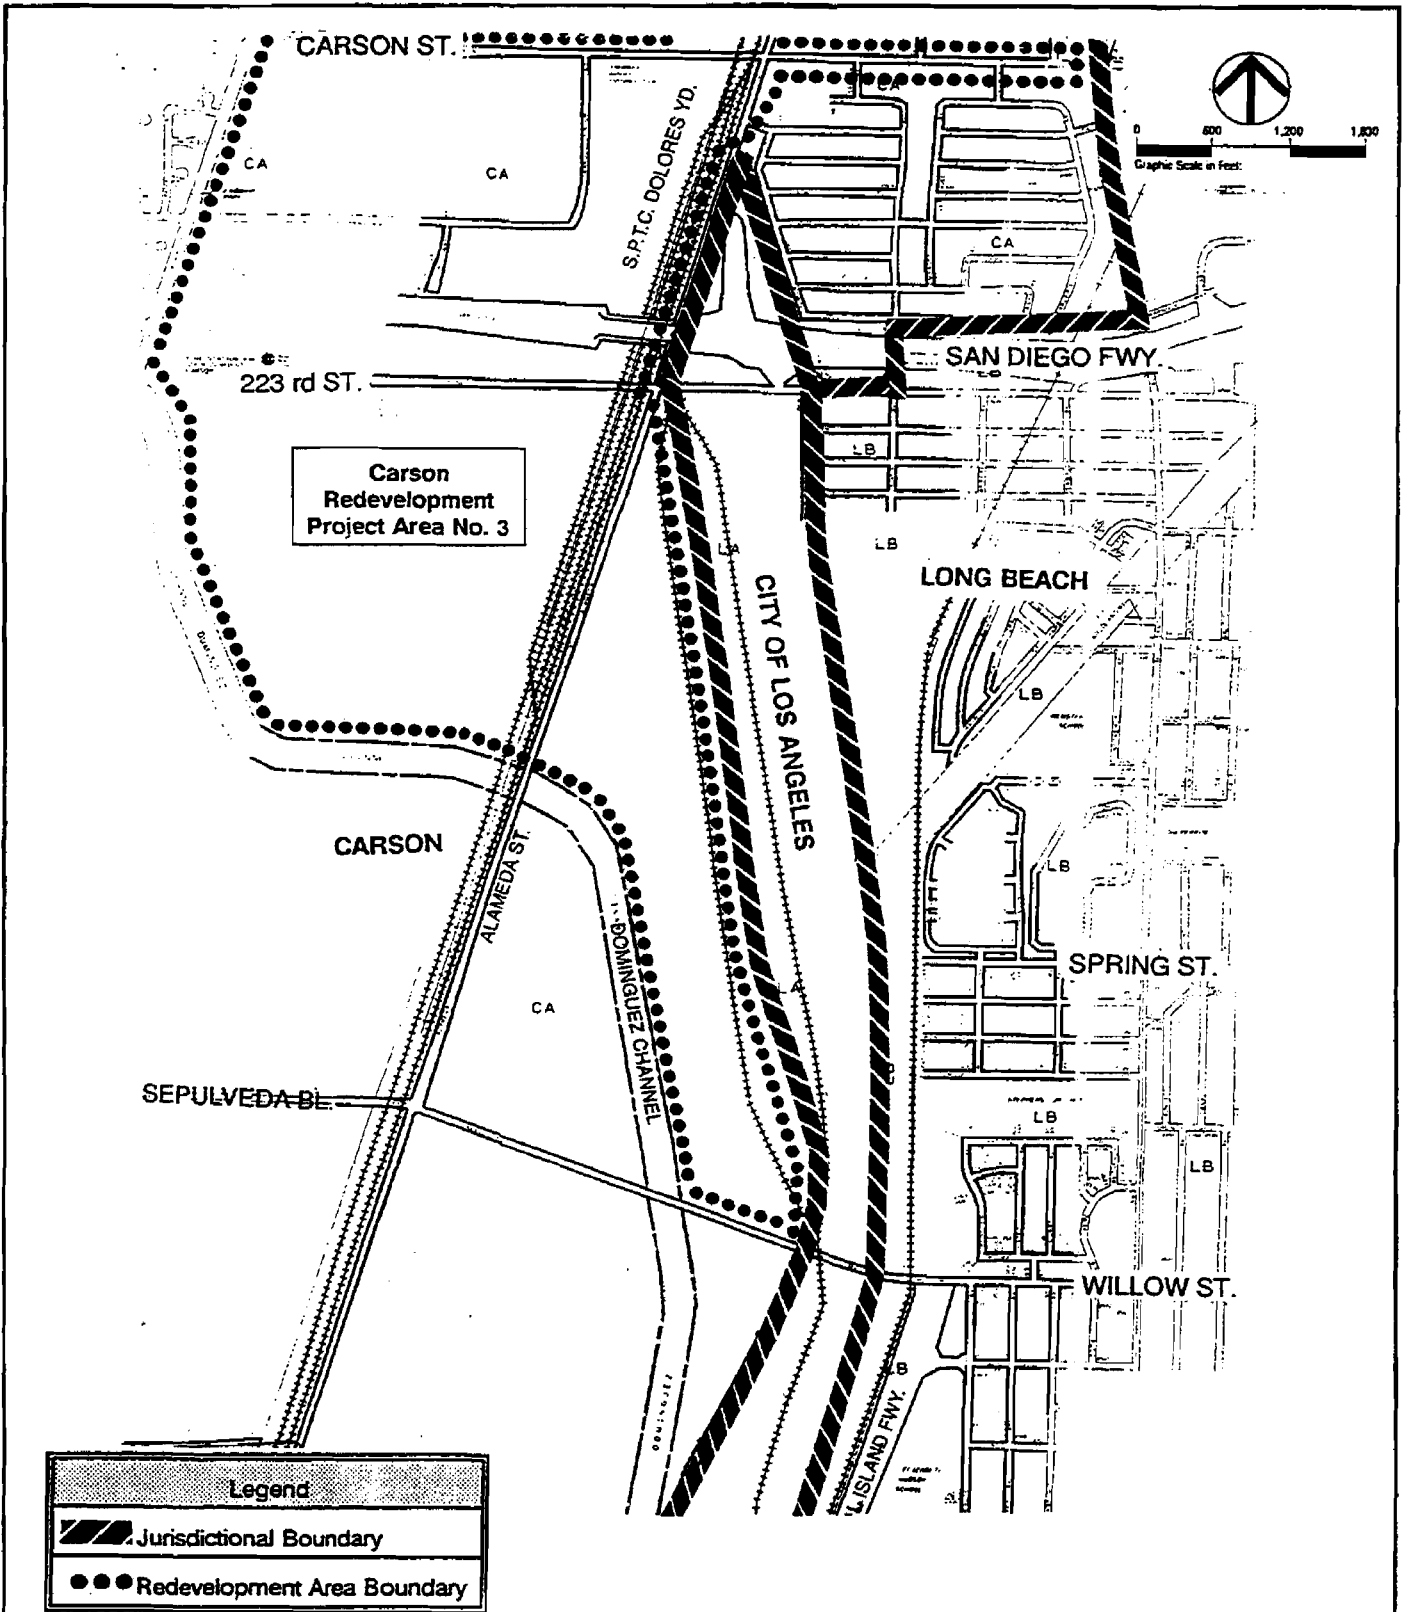 CARSON ST.
0 600 1,200 1,800
Graphic Scale in Feet
S.P.T.C. DOLORES YD.
CA
CA
CA
CA
SAN DIEGO FWY.
LB
223 rd ST.
Carson
Redevelopment
Project Area No. 3
LB
LA
LB
LONG BEACH
CITY OF LOS ANGELES
LB
CARSON
ALAMEDA ST.
LB
DOMINGUEZ CHANNEL
SPRING ST.
LA
CA
LB
SEPULVEDA BL.
LB
LB
WILLOW ST.
LB
DOMINGUEZ
ISLAND FWY.
Legend
Jurisdictional Boundary
Redevelopment Area Boundary